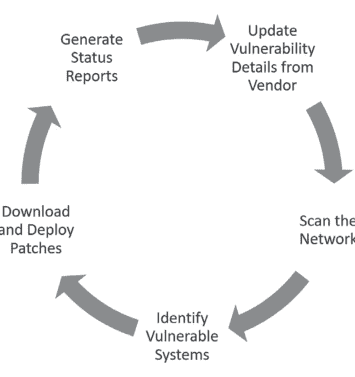 Generate
Status
Reports
Update
Vulnerability
Details from
Vendor
Scan the
Network
Identify
Vulnerable
Systems
Download
and Deploy
Patches